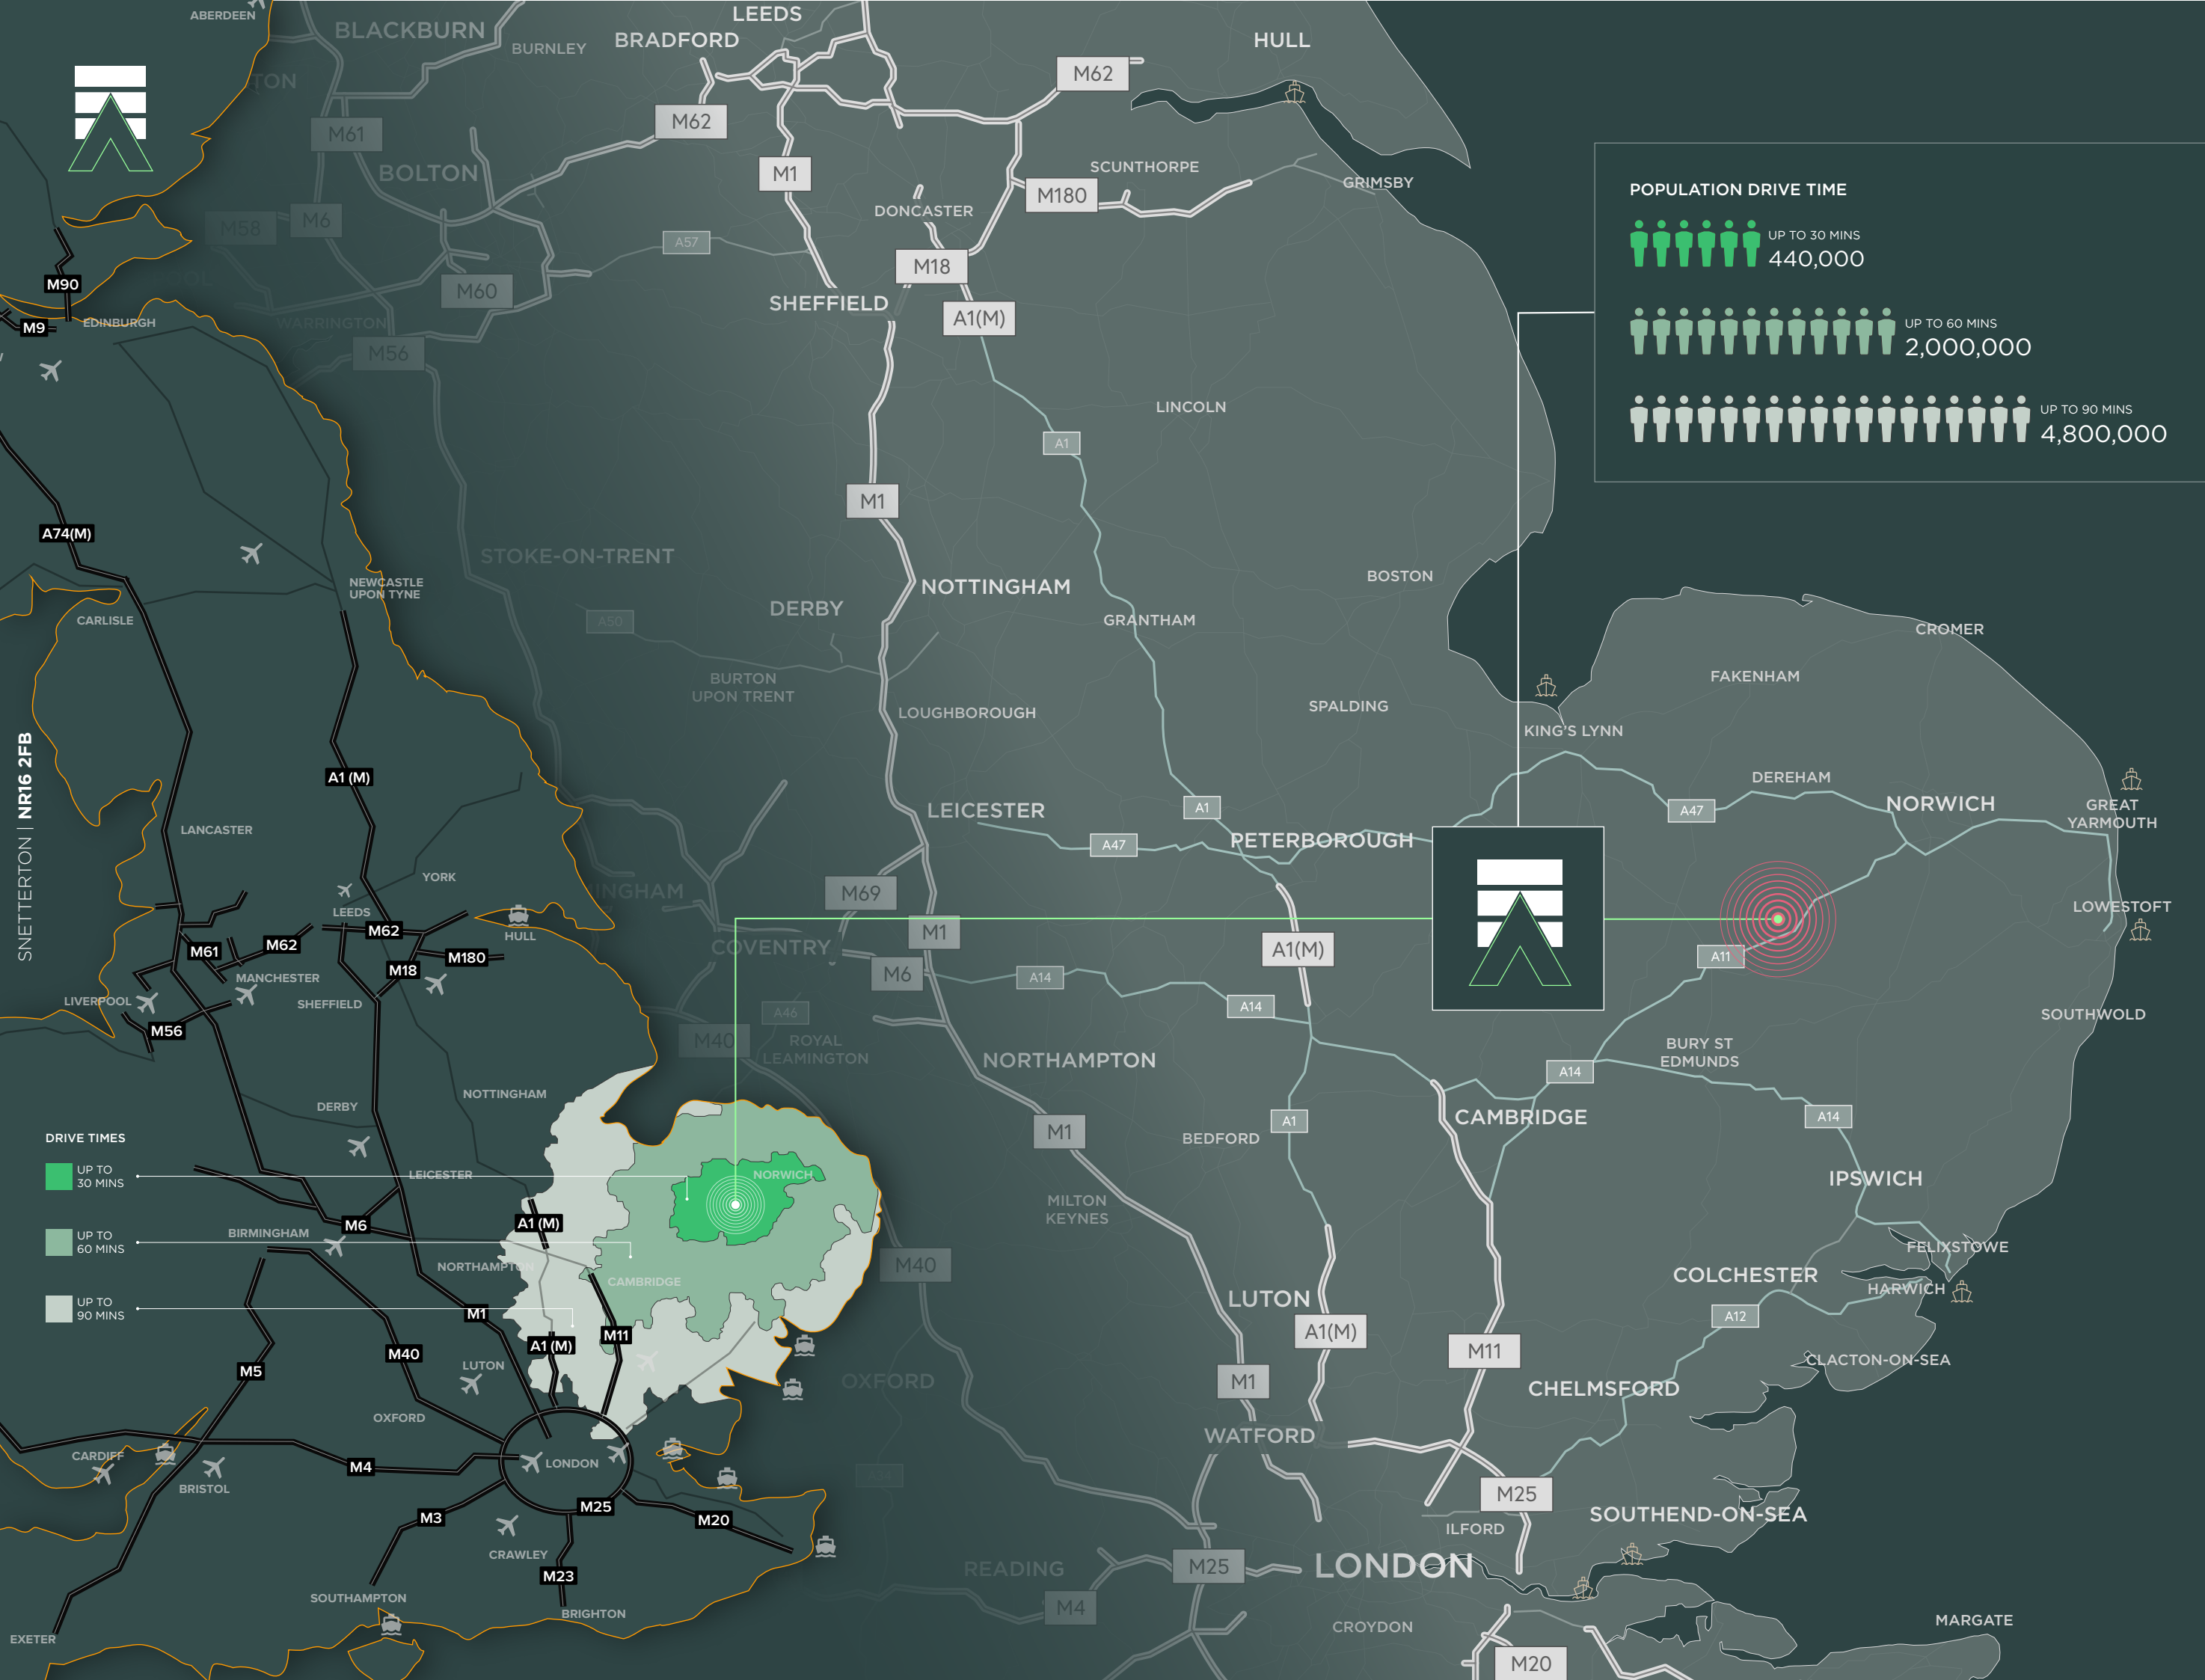 ABERDEEN
BLACKBURN
BURNLEY
LEEDS
BRADFORD
HULL
M62
M62
M61
BOLTON
M1
SCUNTHORPE
GRIMSBY
M180
M58
M6
DONCASTER
A57
M18
M60
SHEFFIELD
A1(M)
WARRINGTON
M56
LINCOLN
A1
M1
STOKE-ON-TRENT
NOTTINGHAM
BOSTON
DERBY
A50
GRANTHAM
CROMER
BURTON
UPON TRENT
FAKENHAM
LOUGHBOROUGH
SPALDING
KING'S LYNN
DEREHAM
LEICESTER
A1
A47
NORWICH
GREAT
YARMOUTH
A47
PETERBOROUGH
M69
LOWESTOFT
COVENTRY
M1
A1(M)
A11
M6
A14
A14
A46
SOUTHWOLD
M40
ROYAL
LEAMINGTON
NORTHAMPTON
BURY ST
EDMUNDS
A14
M1
BEDFORD
A1
CAMBRIDGE
A14
IPSWICH
MILTON
KEYNES
FELIXSTOWE
M40
COLCHESTER
HARWICH
LUTON
A12
A1(M)
M11
CLACTON-ON-SEA
M1
OXFORD
CHELMSFORD
WATFORD
M25
SOUTHEND-ON-SEA
ILFORD
READING
M25
LONDON
M4
CROYDON
MARGATE
M20
POPULATION DRIVE TIME
UP TO 30 MINS
440,000
UP TO 60 MINS
2,000,000
UP TO 90 MINS
4,800,000
SNETTERTON | NR16 2FB
M90
M9
EDINBURGH
A74(M)
NEWCASTLE
UPON TYNE
CARLISLE
A1 (M)
LANCASTER
YORK
LEEDS
M62
HULL
M61
M62
M180
M18
MANCHESTER
SHEFFIELD
LIVERPOOL
M56
NOTTINGHAM
DERBY
DRIVE TIMES
UP TO
30 MINS
UP TO
60 MINS
UP TO
90 MINS
LEICESTER
NORWICH
M6
A1 (M)
BIRMINGHAM
NORTHAMPTON
CAMBRIDGE
M1
M11
A1 (M)
M40
LUTON
M5
OXFORD
CARDIFF
M4
LONDON
BRISTOL
M25
M3
M20
CRAWLEY
M23
SOUTHAMPTON
BRIGHTON
EXETER